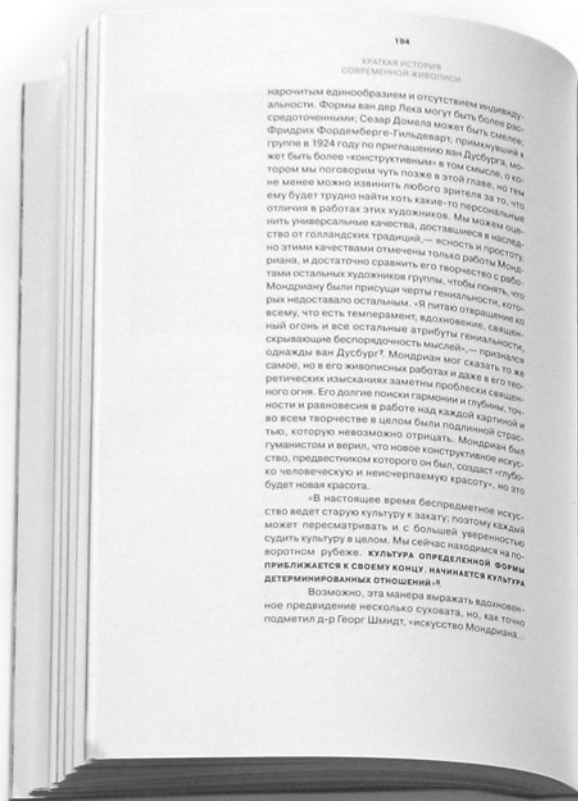 194
КРАТКАЯ ИСТОРИЯ
СОВРЕМЕННОЙ ЖИВОПИСИ
нарочитым единообразием и отсутствием индивиду-
альности. Формы ван дер Лека могут быть более рас-
средоточенными; Сезар Домела может быть смелее;
Фридрих Фордемберге-Гильдеварт, примкнувший к
группе в 1924 году по приглашению ван Дусбурга, мо-
жет быть более «конструктивным» в том смысле, о ко-
тором мы поговорим чуть позже в этой главе, но тем
не менее можно извинить любого зрителя за то, что
ему будет трудно найти хоть какие-то персональные
отличия в работах этих художников. Мы можем оце-
нить универсальные качества, доставшиеся в наслед-
ство от голландских традиций,— ясность и простоту,
но этими качествами отмечены только работы Монд-
риана, и достаточно сравнить его творчество с рабо-
тами остальных художников группы, чтобы понять, что
Мондриану были присущи черты гениальности, кото-
рых недоставало остальным. «Я питаю отвращение ко
всему, что есть темперамент, вдохновение, священ-
ный огонь и все остальные атрибуты гениальности,
скрывающие беспорядочность мыслей»,— признался
однажды ван Дусбург⁷. Мондриан мог сказать то же
самое, но в его живописных работах и даже в его тео-
ретических изысканиях заметны проблески священ-
ного огня. Его долгие поиски гармонии и глубины, точ-
ности и равновесия в работе над каждой картиной и
во всем творчестве в целом были подлинной страс-
тью, которую невозможно отрицать. Мондриан был
гуманистом и верил, что новое конструктивное искус-
ство, предвестником которого он был, создаст «глубо-
ко человеческую и неисчерпаемую красоту», но это
будет новая красота.
«В настоящее время беспредметное искус-
ство ведет старую культуру к закату; поэтому каждый
может пересматривать и с большей уверенностью
судить культуру в целом. Мы сейчас находимся на по-
воротном рубеже. КУЛЬТУРА ОПРЕДЕЛЕННОЙ ФОРМЫ
ПРИБЛИЖАЕТСЯ К СВОЕМУ КОНЦУ. НАЧИНАЕТСЯ КУЛЬТУРА
ДЕТЕРМИНИРОВАННЫХ ОТНОШЕНИЙ»⁸.
Возможно, эта манера выражать вдохновен-
ное предвидение несколько суховата, но, как точно
подметил д-р Георг Шмидт, «искусство Мондриана...